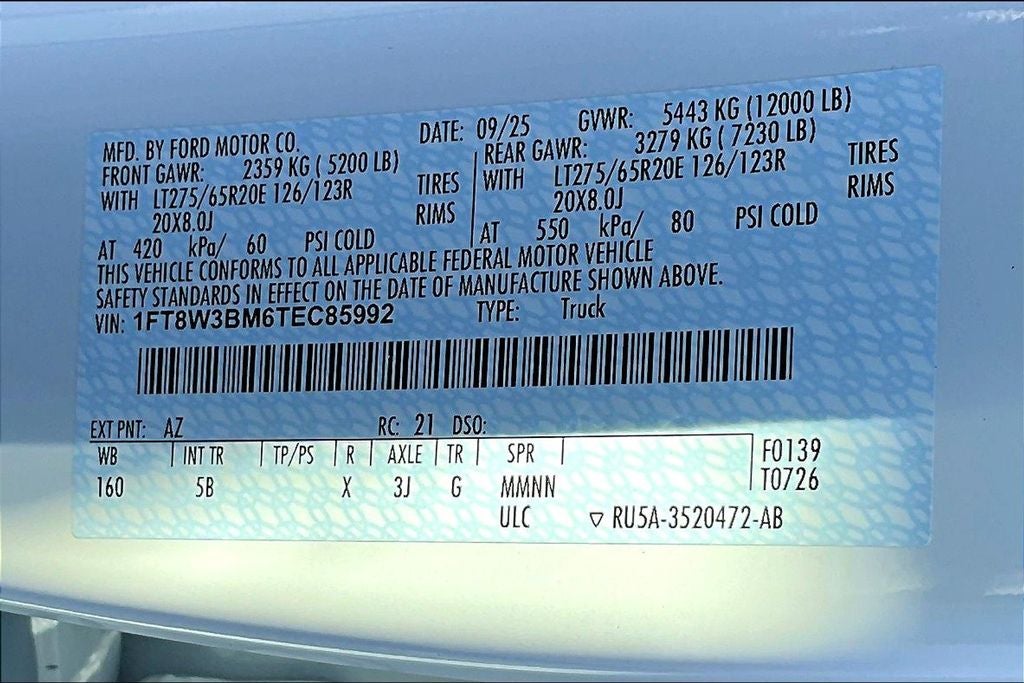 MFD. BY FORD MOTOR CO. DATE: 09/25 GVWR: 5443 KG (12000 LB)
FRONT GAWR: 2359 KG ( 5200 LB) REAR GAWR: 3279 KG ( 7230 LB)
WITH LT275/65R20E 126/123R TIRES WITH LT275/65R20E 126/123R TIRES
20X8.0J RIMS 20X8.0J RIMS
AT 420 kPa/ 60 PSI COLD AT 550 kPa/ 80 PSI COLD
THIS VEHICLE CONFORMS TO ALL APPLICABLE FEDERAL MOTOR VEHICLE
SAFETY STANDARDS IN EFFECT ON THE DATE OF MANUFACTURE SHOWN ABOVE.
VIN: 1FT8W3BM6TEC85992 TYPE: Truck
EXT PNT: AZ RC: 21 DSO:
WB INT TR TP/PS R AXLE TR SPR F0139
160 5B X 3J G MMNN T0726
ULC ▽ RU5A-3520472-AB